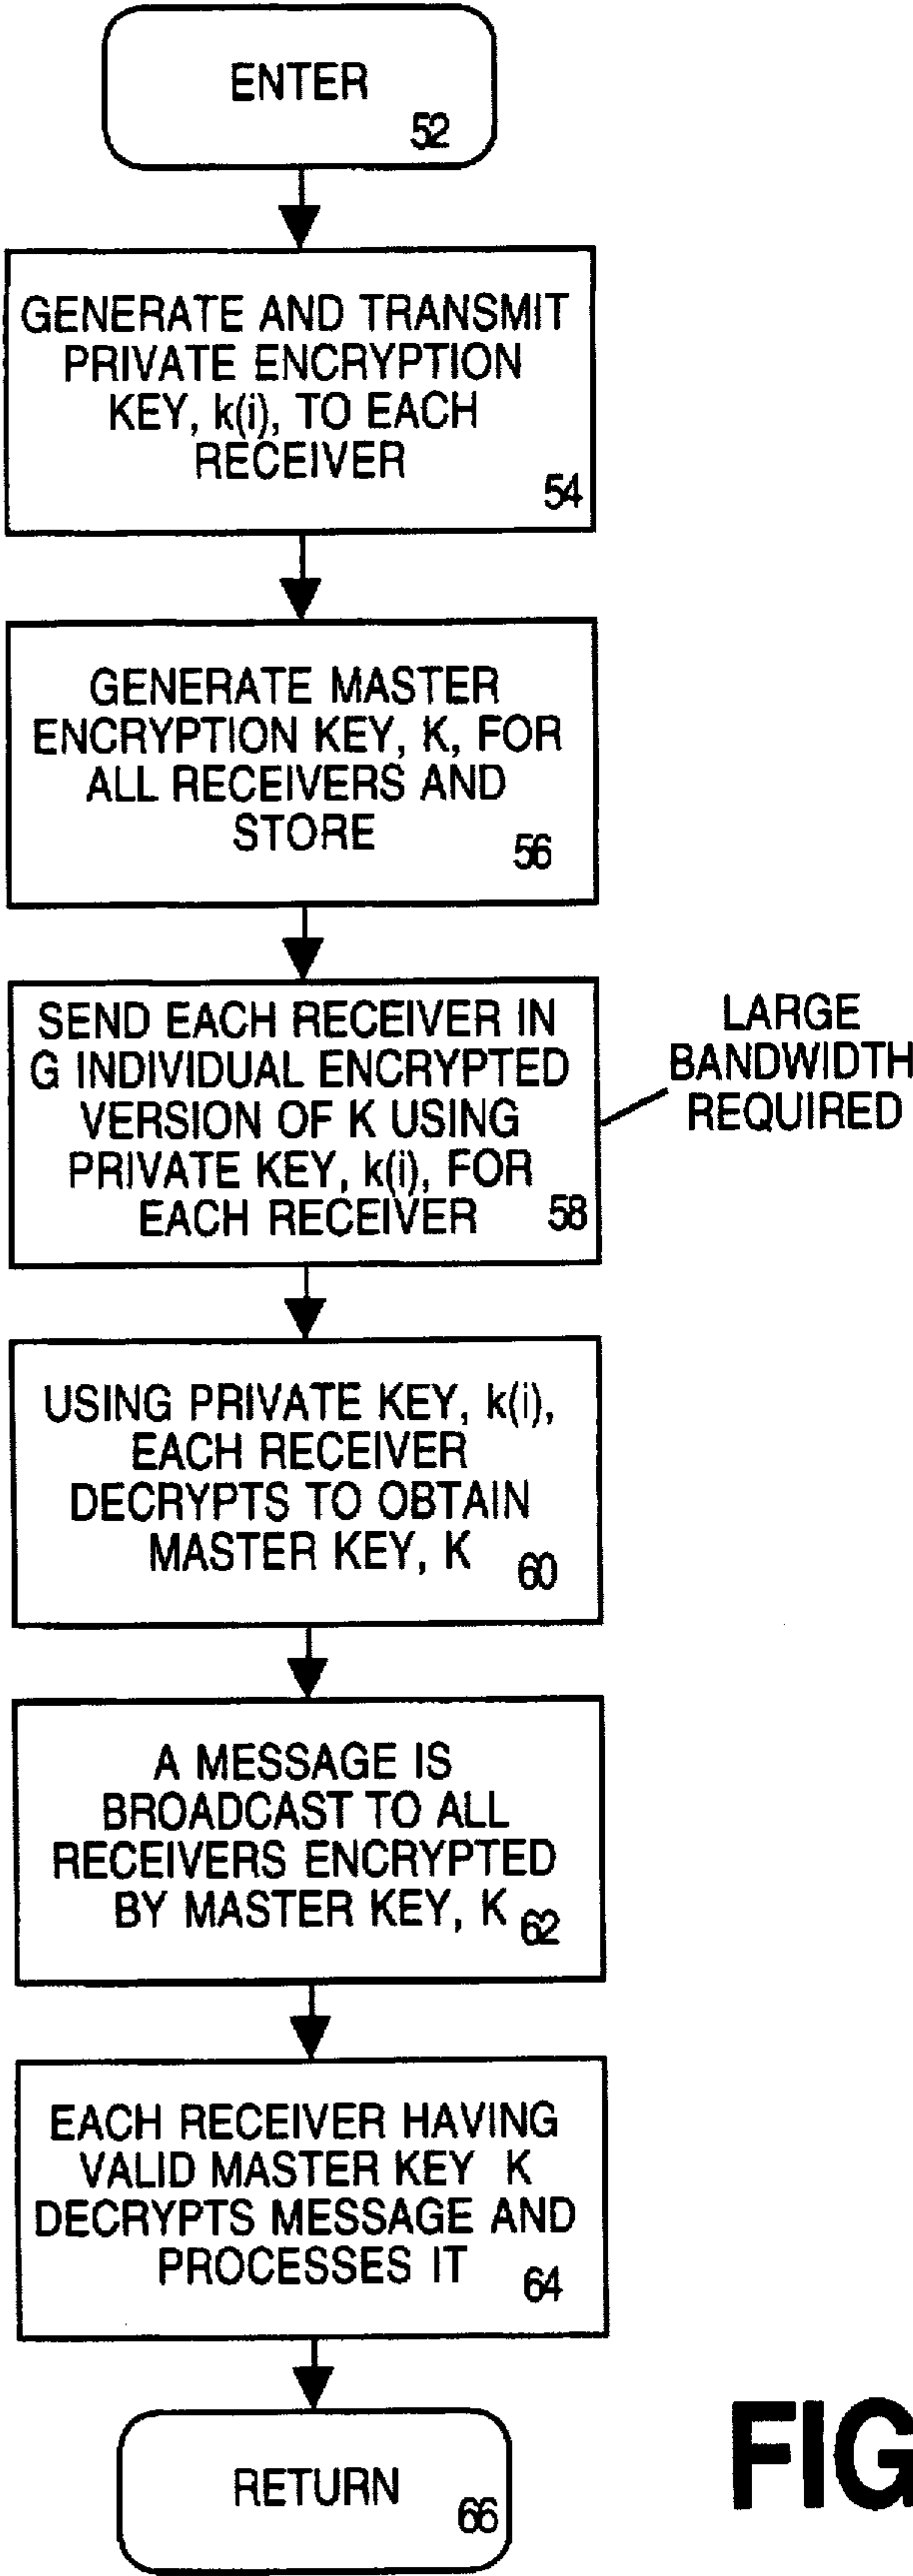 ENTER
52
GENERATE AND TRANSMIT
PRIVATE ENCRYPTION
KEY, k(i), TO EACH
RECEIVER
54
GENERATE MASTER
ENCRYPTION KEY, K, FOR
ALL RECEIVERS AND
STORE
56
SEND EACH RECEIVER IN
G INDIVIDUAL ENCRYPTED
VERSION OF K USING
PRIVATE KEY, k(i), FOR
EACH RECEIVER
58
LARGE
BANDWIDTH
REQUIRED
USING PRIVATE KEY, k(i),
EACH RECEIVER
DECRYPTS TO OBTAIN
MASTER KEY, K
60
A MESSAGE IS
BROADCAST TO ALL
RECEIVERS ENCRYPTED
BY MASTER KEY, K
62
EACH RECEIVER HAVING
VALID MASTER KEY K
DECRYPTS MESSAGE AND
PROCESSES IT
64
RETURN
66
FIG